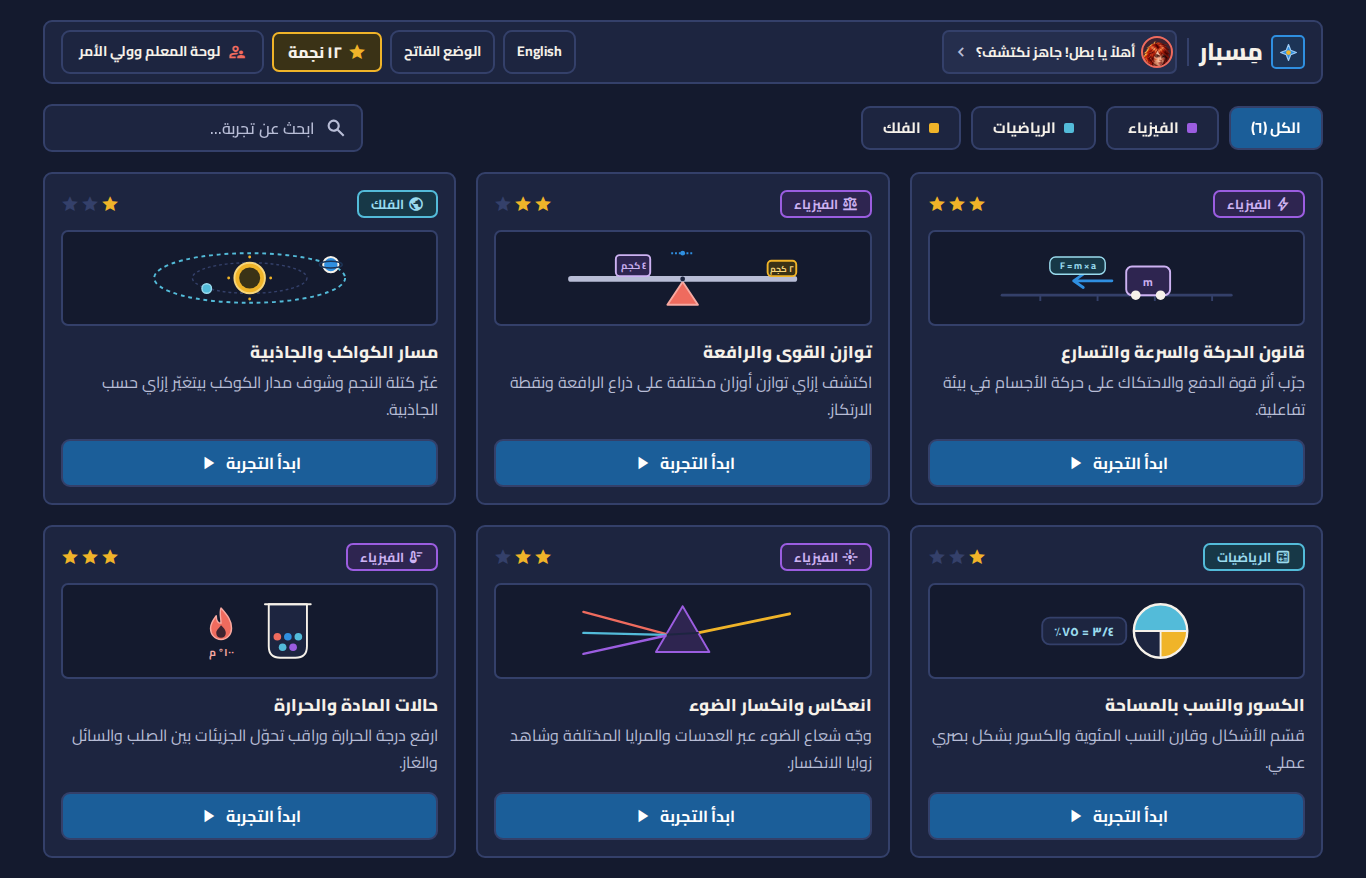 مِسبار
أهلاً يا بطل! جاهز نكتشف؟
English
الوضع الفاتح
١٢ نجمة
لوحة المعلم وولي الأمر
الكل (٦)
الفيزياء
الرياضيات
الفلك
ابحث عن تجربة...
الفيزياء
F = m × a
m
قانون الحركة والسرعة والتسارع
جرّب أثر قوة الدفع والاحتكاك على حركة الأجسام في بيئة
تفاعلية.
ابدأ التجربة
الفيزياء
٤ كجم
٢ كجم
توازن القوى والرافعة
اكتشف إزاي توازن أوزان مختلفة على ذراع الرافعة ونقطة
الارتكاز.
ابدأ التجربة
الفلك
مسار الكواكب والجاذبية
غيّر كتلة النجم وشوف مدار الكوكب بيتغيّر إزاي حسب
الجاذبية.
ابدأ التجربة
الرياضيات
٣/٤ = ٧٥٪
الكسور والنسب بالمساحة
قسّم الأشكال وقارن النسب المئوية والكسور بشكل بصري
عملي.
ابدأ التجربة
الفيزياء
انعكاس وانكسار الضوء
وجّه شعاع الضوء عبر العدسات والمرايا المختلفة وشاهد
زوايا الانكسار.
ابدأ التجربة
الفيزياء
١٠٠° م
حالات المادة والحرارة
ارفع درجة الحرارة وراقب تحوّل الجزيئات بين الصلب والسائل
والغاز.
ابدأ التجربة